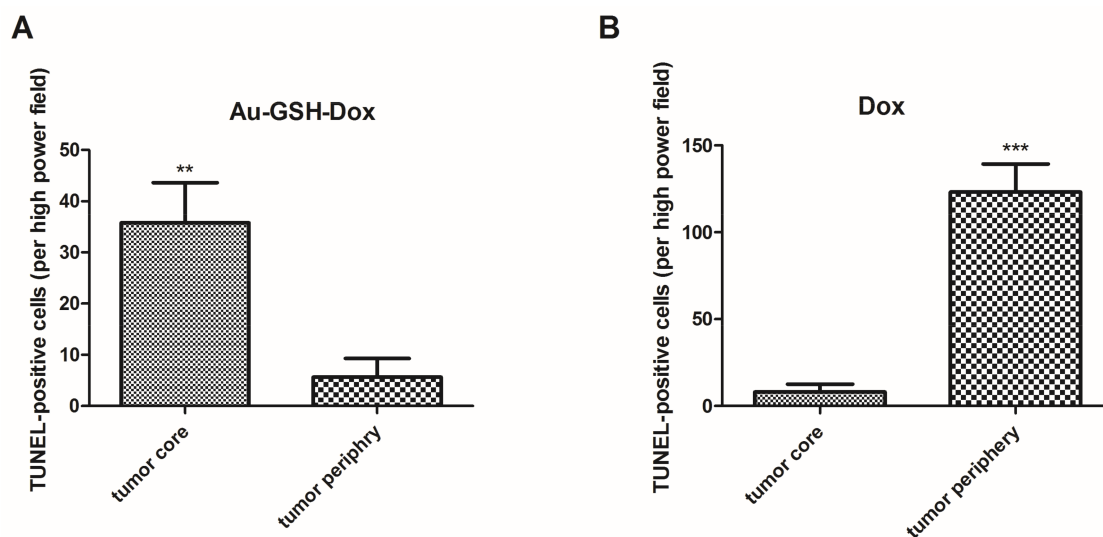 A
Au-GSH-Dox
TUNEL-positive cells (per high power field)
50
40
30
20
10
0
**
tumor core
tumor periphry
B
Dox
TUNEL-positive cells (per high power field)
150
100
50
0
***
tumor core
tumor periphery